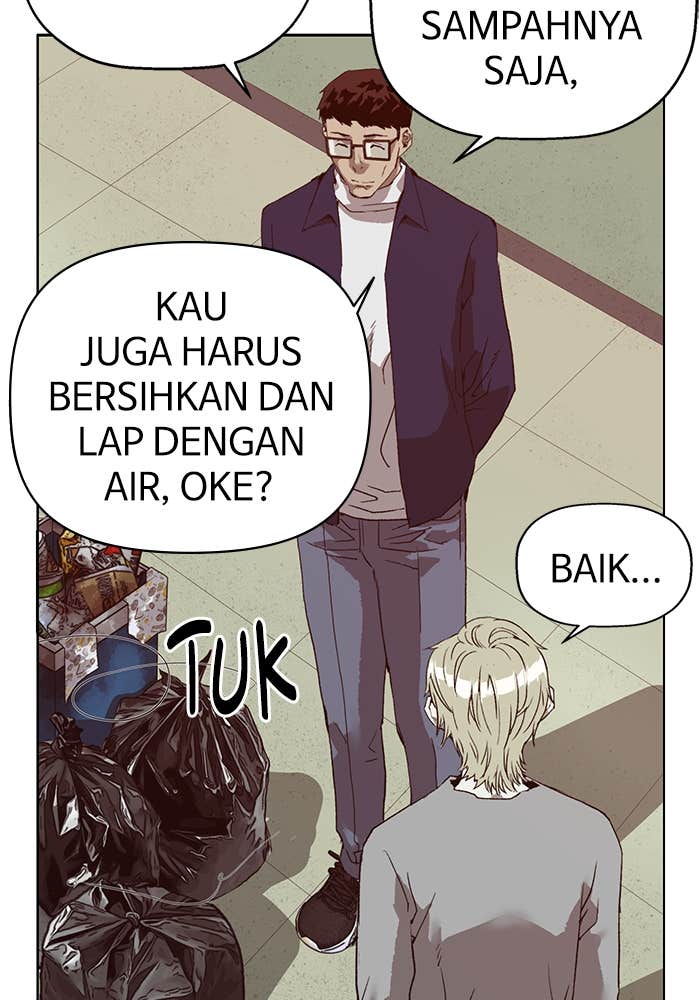 SAMPAHNYA
SAJA,
KAU
JUGA HARUS
BERSIHKAN DAN
LAP DENGAN
AIR, OKE?
BAIK...
TUK